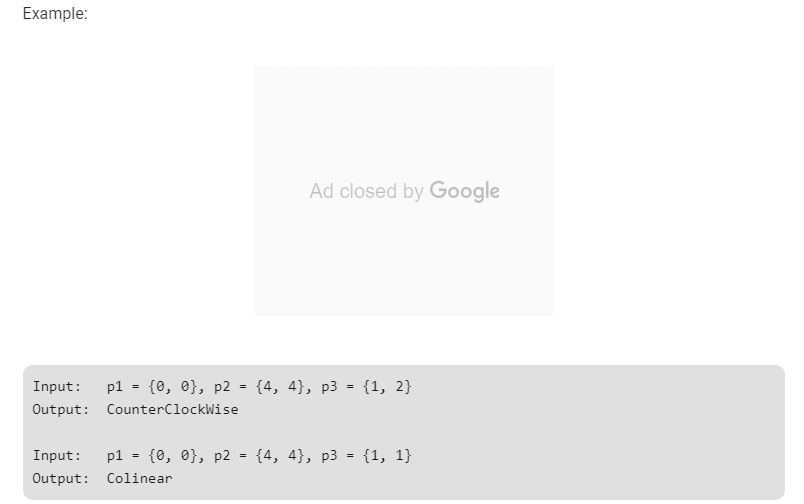 Example:
Ad closed by Google
Input:   p1 = {0, 0}, p2 = {4, 4}, p3 = {1, 2}
Output:  CounterClockWise
Input:   p1 = {0, 0}, p2 = {4, 4}, p3 = {1, 1}
Output:  Colinear